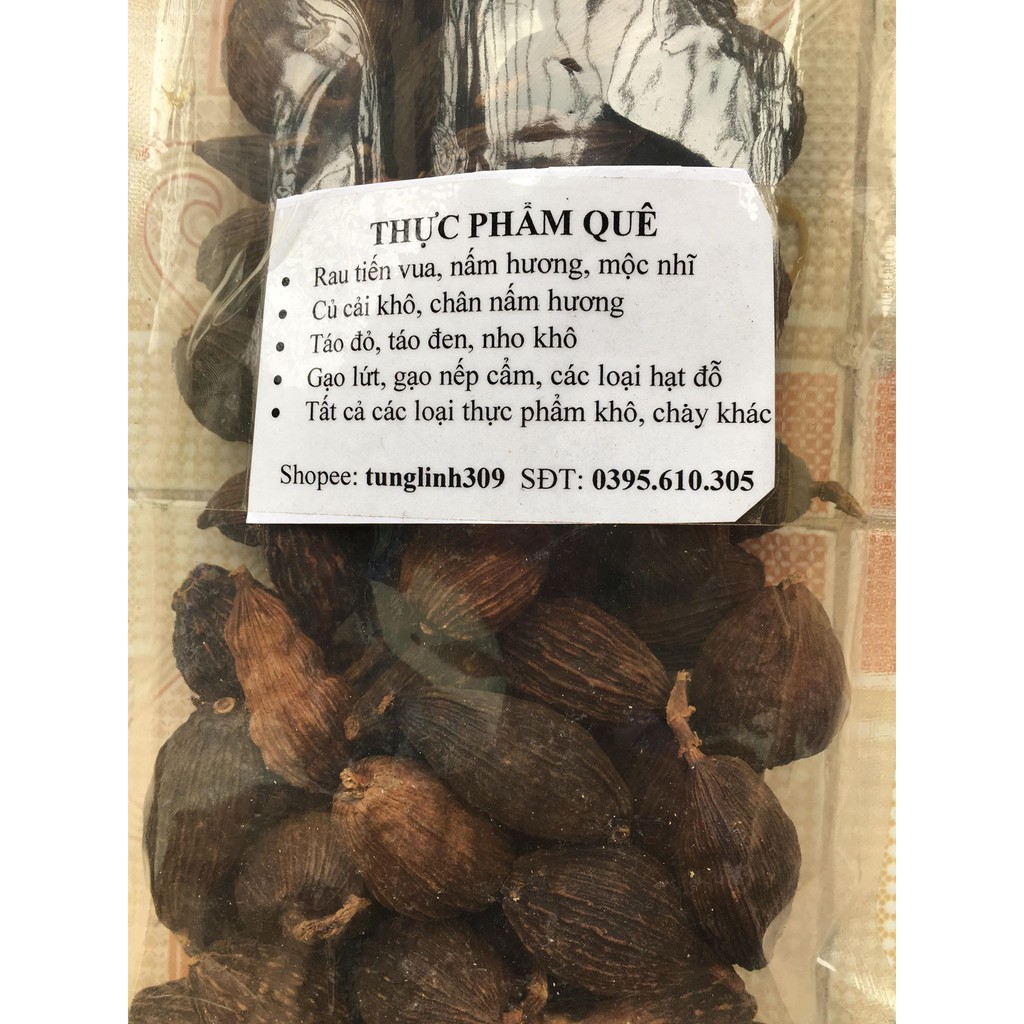 THỰC PHẨM QUÊ
• Rau tiến vua, nấm hương, mộc nhĩ
• Củ cải khô, chân nấm hương
• Táo đỏ, táo đen, nho khô
• Gạo lứt, gạo nếp cẩm, các loại hạt đỗ
• Tất cả các loại thực phẩm khô, chảy khác
Shopee: tunglinh309 SĐT: 0395.610.305